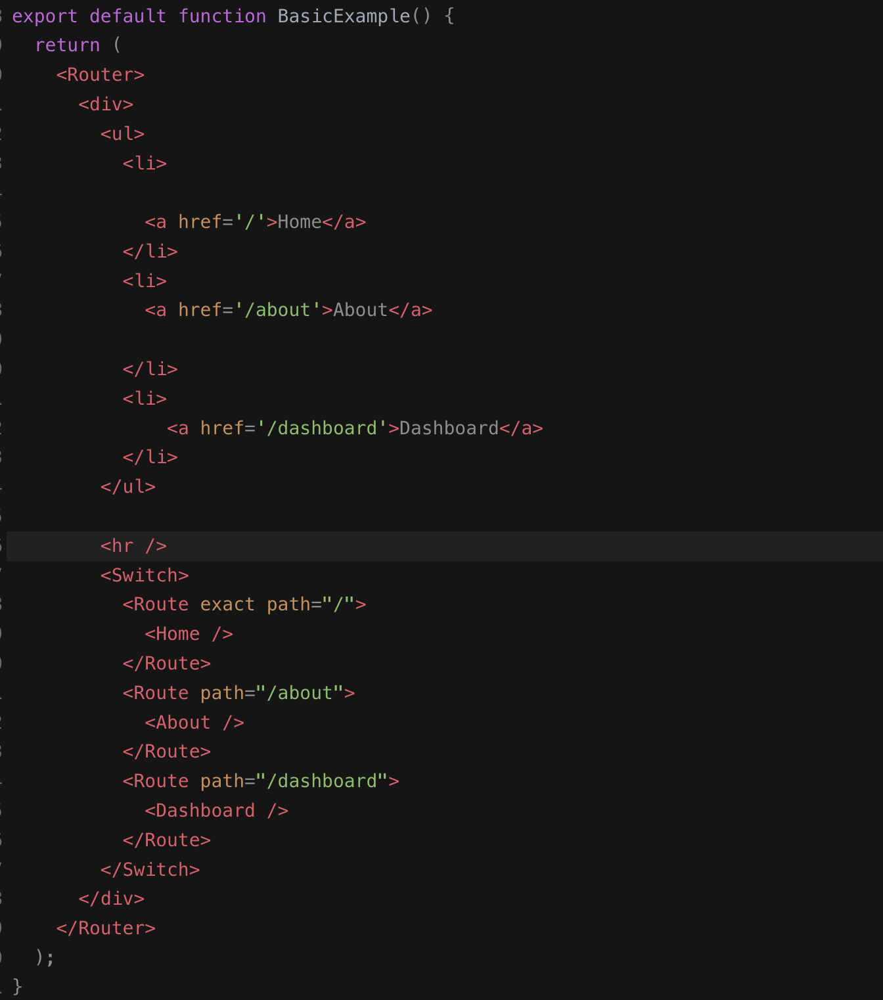 export default function BasicExample() {
  return (
    <Router>
      <div>
        <ul>
          <li>

            <a href='/'>Home</a>
          </li>
          <li>
            <a href='/about'>About</a>

          </li>
          <li>
              <a href='/dashboard'>Dashboard</a>
          </li>
        </ul>

        <hr />
        <Switch>
          <Route exact path="/">
            <Home />
          </Route>
          <Route path="/about">
            <About />
          </Route>
          <Route path="/dashboard">
            <Dashboard />
          </Route>
        </Switch>
      </div>
    </Router>
  );
}